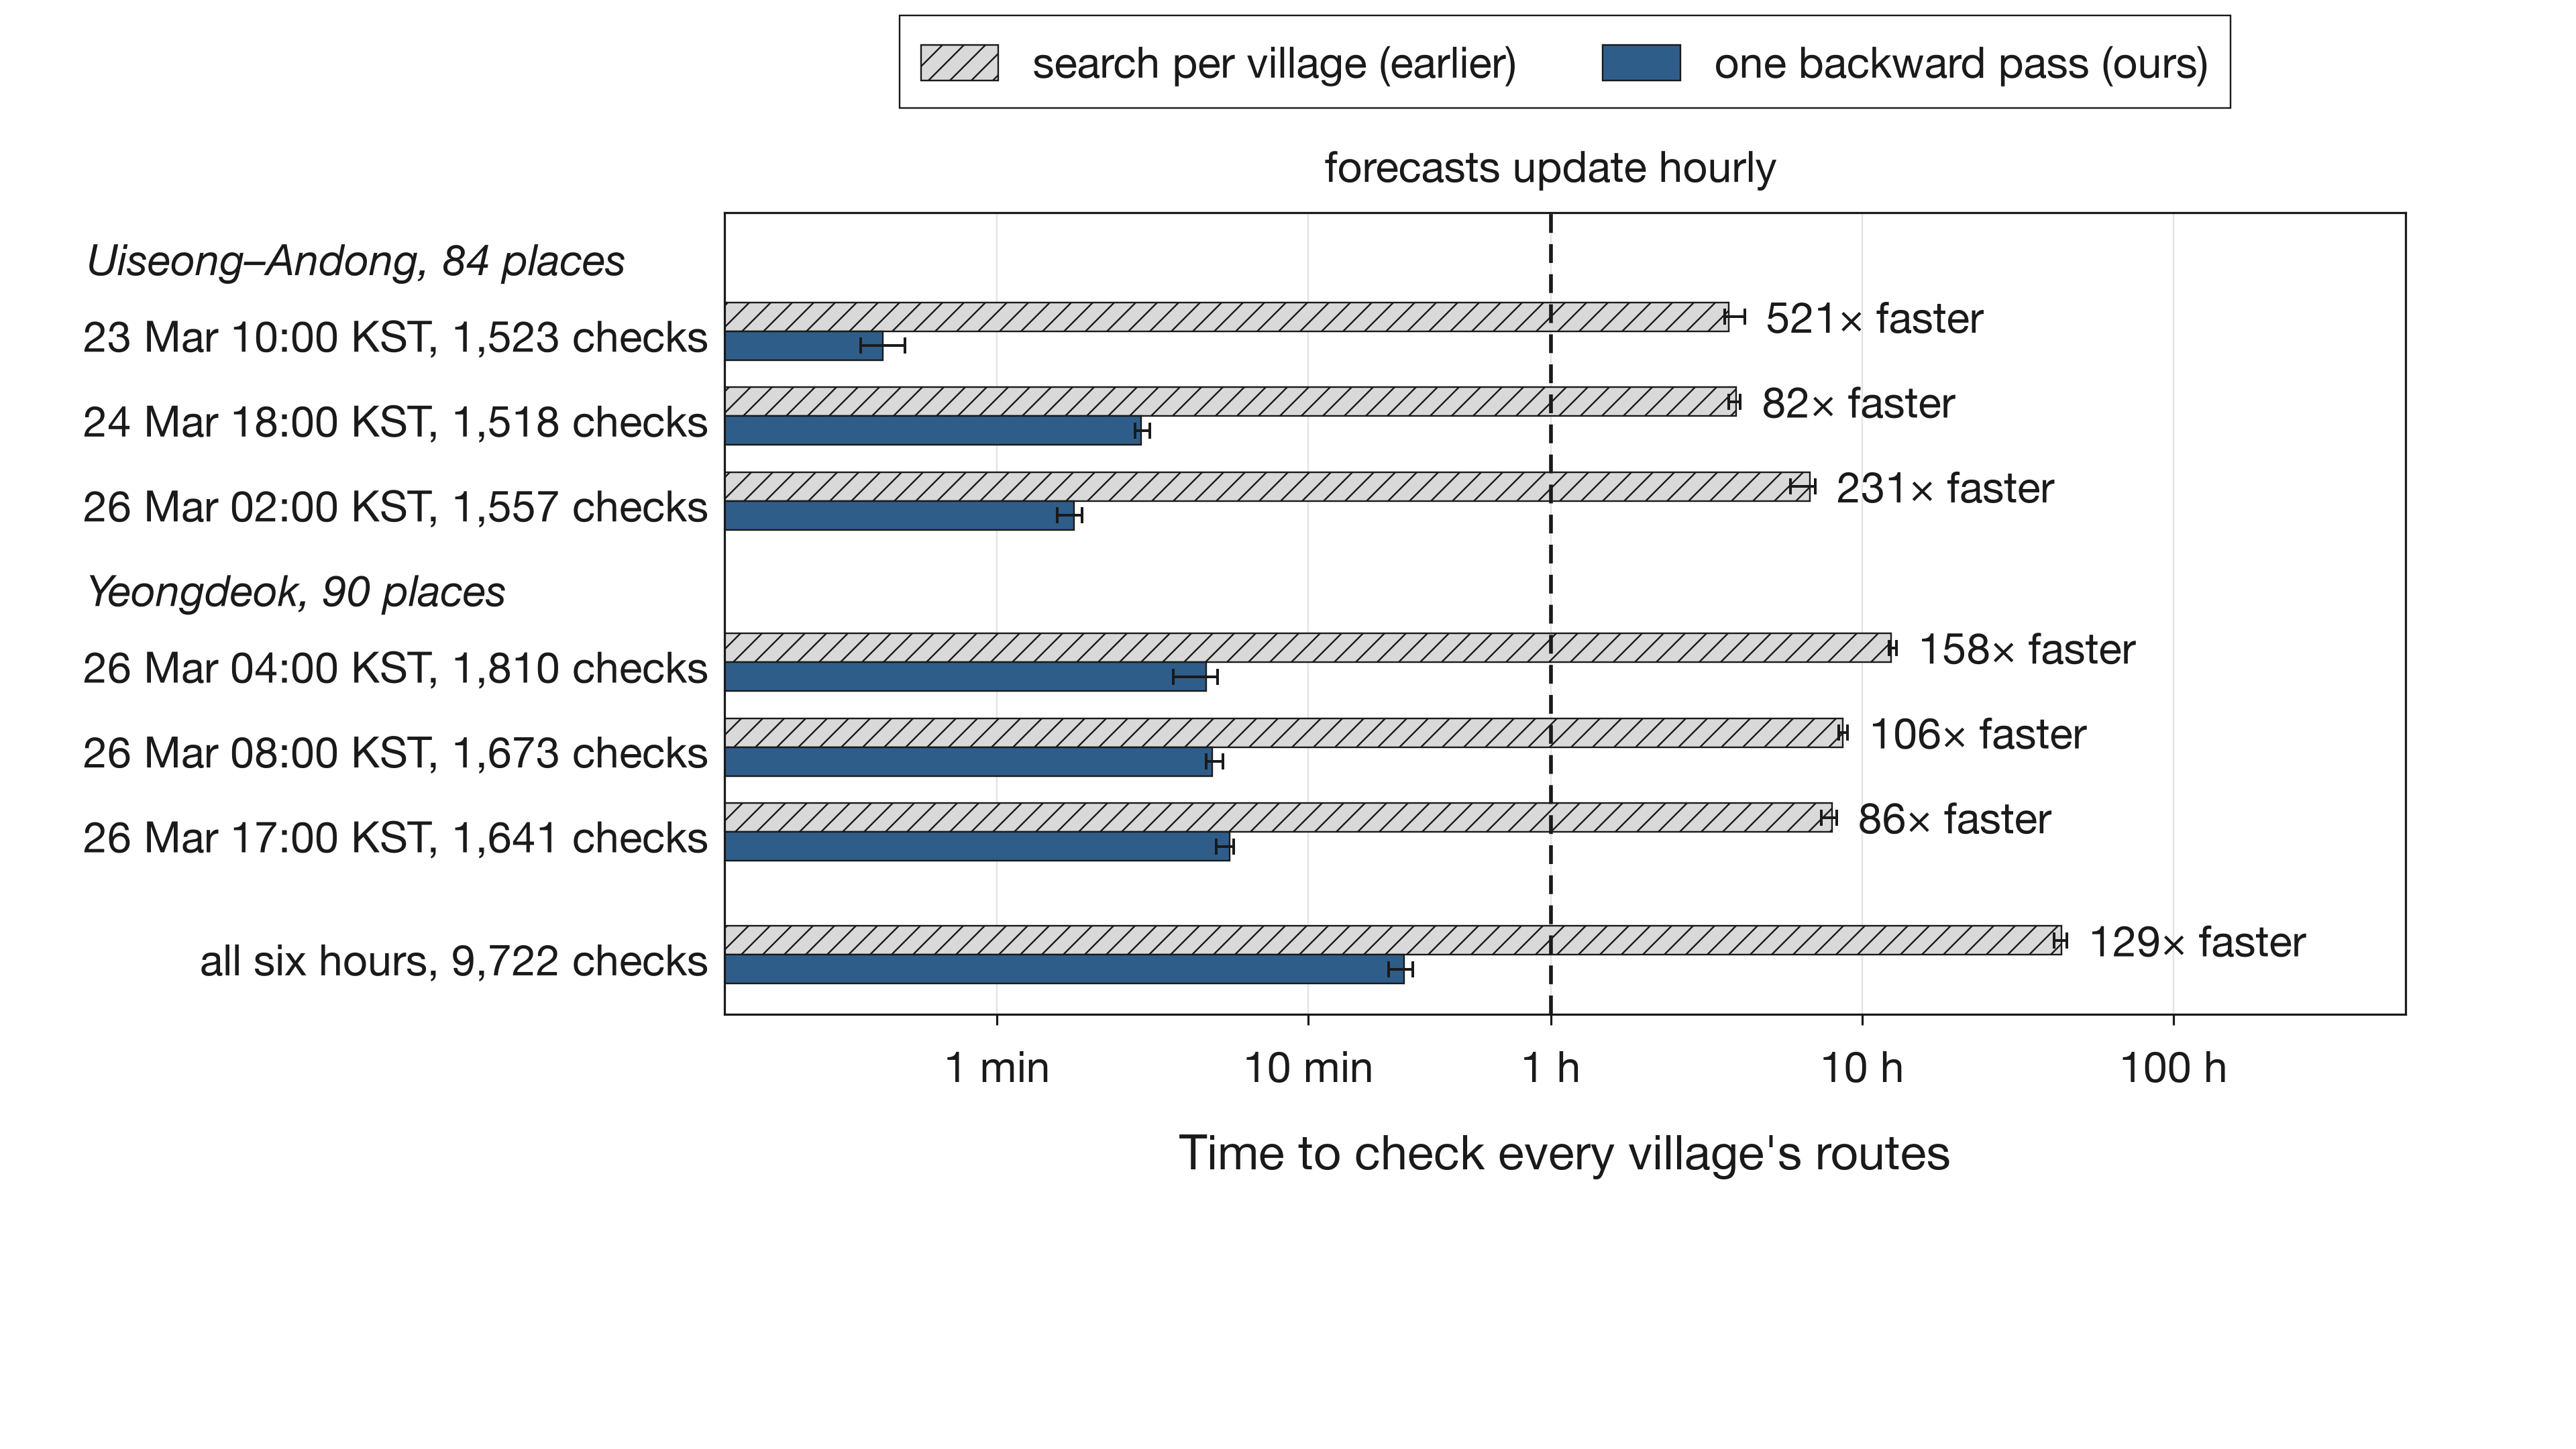 search per village (earlier)
one backward pass (ours)
forecasts update hourly
Uiseong–Andong, 84 places
23 Mar 10:00 KST, 1,523 checks
521× faster
24 Mar 18:00 KST, 1,518 checks
82× faster
26 Mar 02:00 KST, 1,557 checks
231× faster
Yeongdeok, 90 places
26 Mar 04:00 KST, 1,810 checks
158× faster
26 Mar 08:00 KST, 1,673 checks
106× faster
26 Mar 17:00 KST, 1,641 checks
86× faster
all six hours, 9,722 checks
129× faster
1 min
10 min
1 h
10 h
100 h
Time to check every village's routes